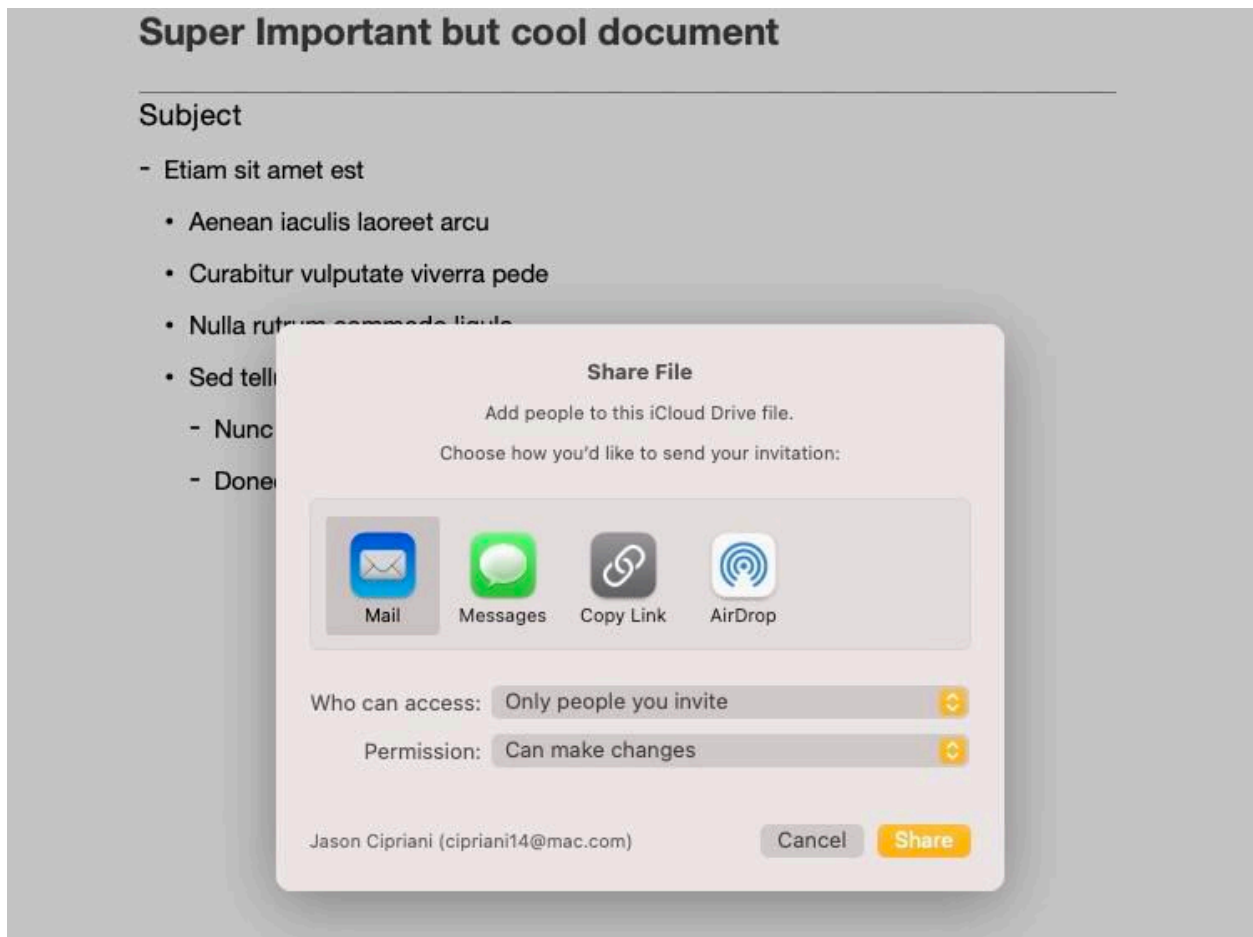 Super Important but cool document
Subject
- Etiam sit amet est
• Aenean iaculis laoreet arcu
• Curabitur vulputate viverra pede
• Nulla rutrum commodo ligula
• Sed
- Nunc
Share File
Add people to this iCloud Drive file.
Choose how you'd like to send your invitation:
Mail Messages Copy Link AirDrop
Who can access: Only people you invite
Permission: Can make changes
Jason Cipriani (cipriani14@mac.com) Cancel Share